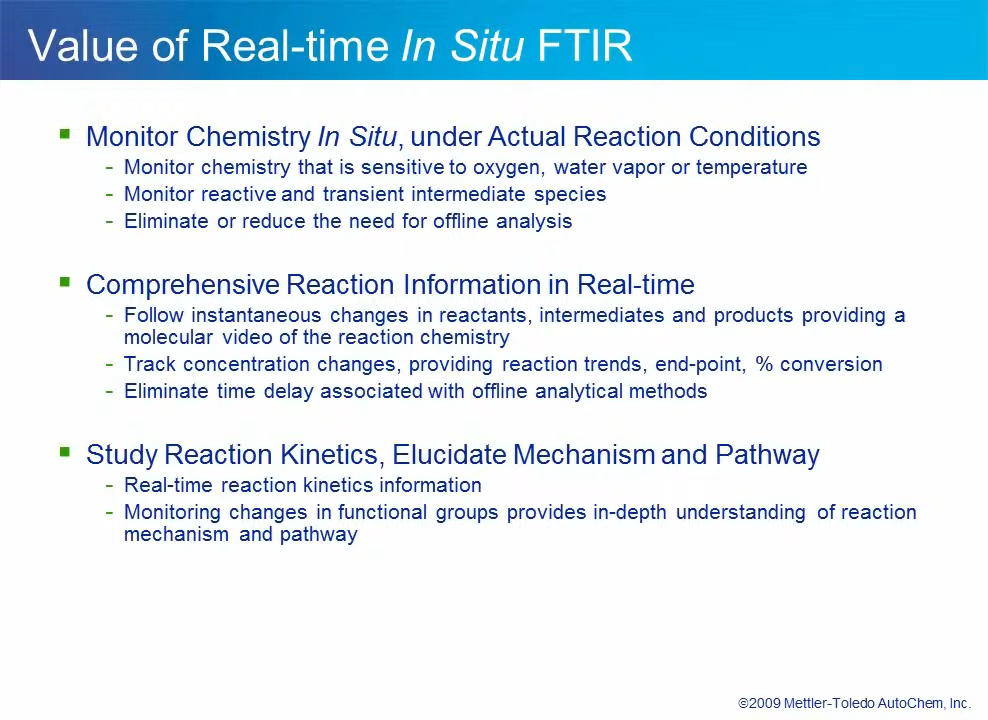 Value of Real-time In Situ FTIR
▪ Monitor Chemistry In Situ, under Actual Reaction Conditions
- Monitor chemistry that is sensitive to oxygen, water vapor or temperature
- Monitor reactive and transient intermediate species
- Eliminate or reduce the need for offline analysis
▪ Comprehensive Reaction Information in Real-time
- Follow instantaneous changes in reactants, intermediates and products providing a
molecular video of the reaction chemistry
- Track concentration changes, providing reaction trends, end-point, % conversion
- Eliminate time delay associated with offline analytical methods
▪ Study Reaction Kinetics, Elucidate Mechanism and Pathway
- Real-time reaction kinetics information
- Monitoring changes in functional groups provides in-depth understanding of reaction
mechanism and pathway
©2009 Mettler-Toledo AutoChem, Inc.